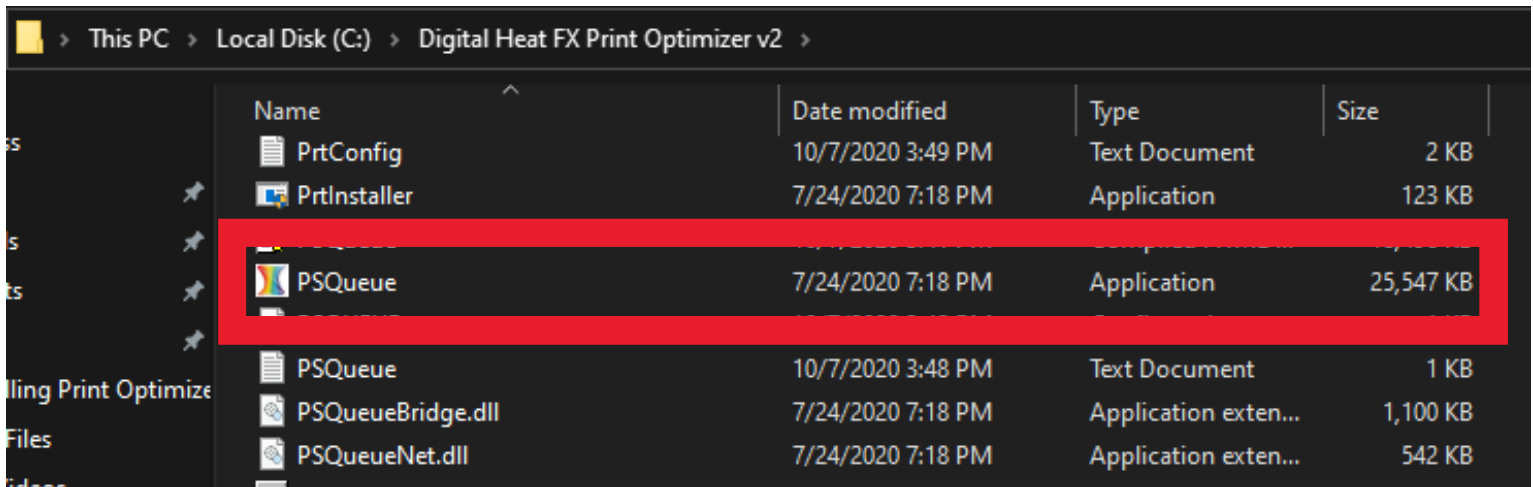 This PC > Local Disk (C:) > Digital Heat FX Print Optimizer v2 >
Name Date modified Type Size
ss
PrtConfig 10/7/2020 3:49 PM Text Document 2 KB
PrtInstaller 7/24/2020 7:18 PM Application 123 KB
ls
PSQueue 7/24/2020 7:18 PM Application 25,547 KB
ts
PSQueue 10/7/2020 3:48 PM Text Document 1 KB
lling Print Optimize
PSQueueBridge.dll 7/24/2020 7:18 PM Application exten... 1,100 KB
Files
PSQueueNet.dll 7/24/2020 7:18 PM Application exten... 542 KB